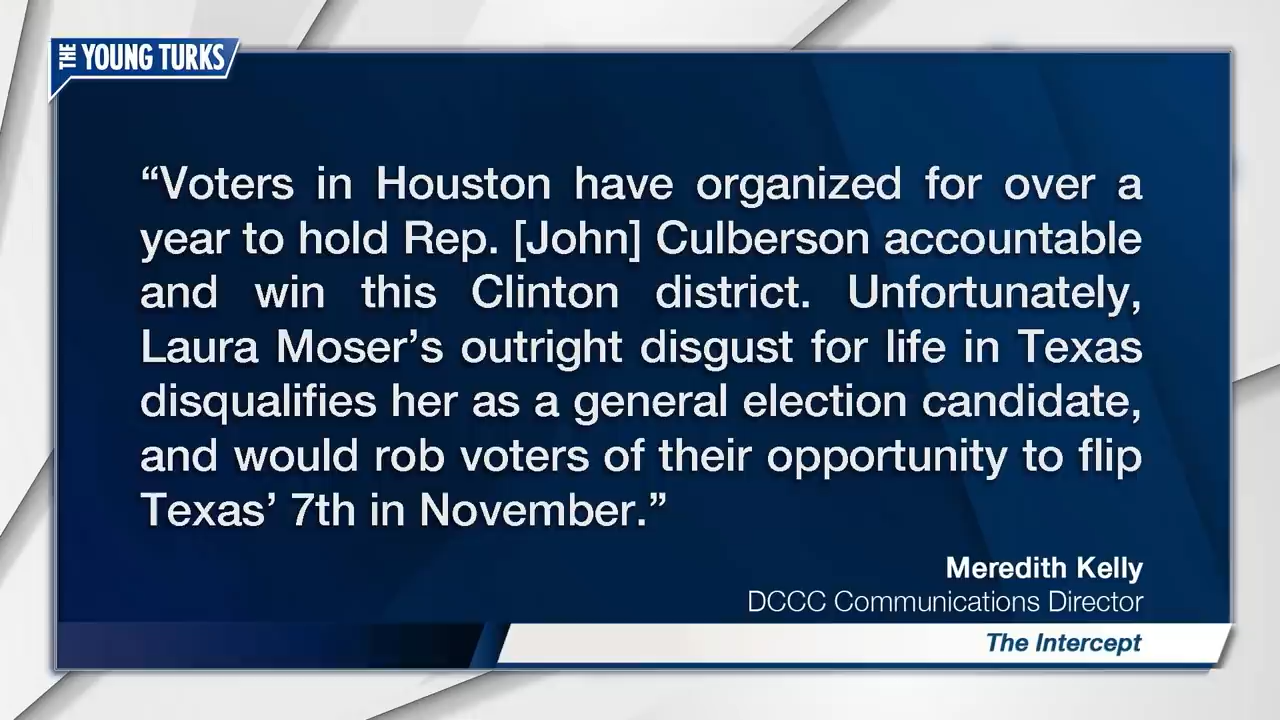 THE YOUNG TURKS
“Voters in Houston have organized for over a
year to hold Rep. [John] Culberson accountable
and win this Clinton district. Unfortunately,
Laura Moser’s outright disgust for life in Texas
disqualifies her as a general election candidate,
and would rob voters of their opportunity to flip
Texas’ 7th in November.”
Meredith Kelly
DCCC Communications Director
The Intercept